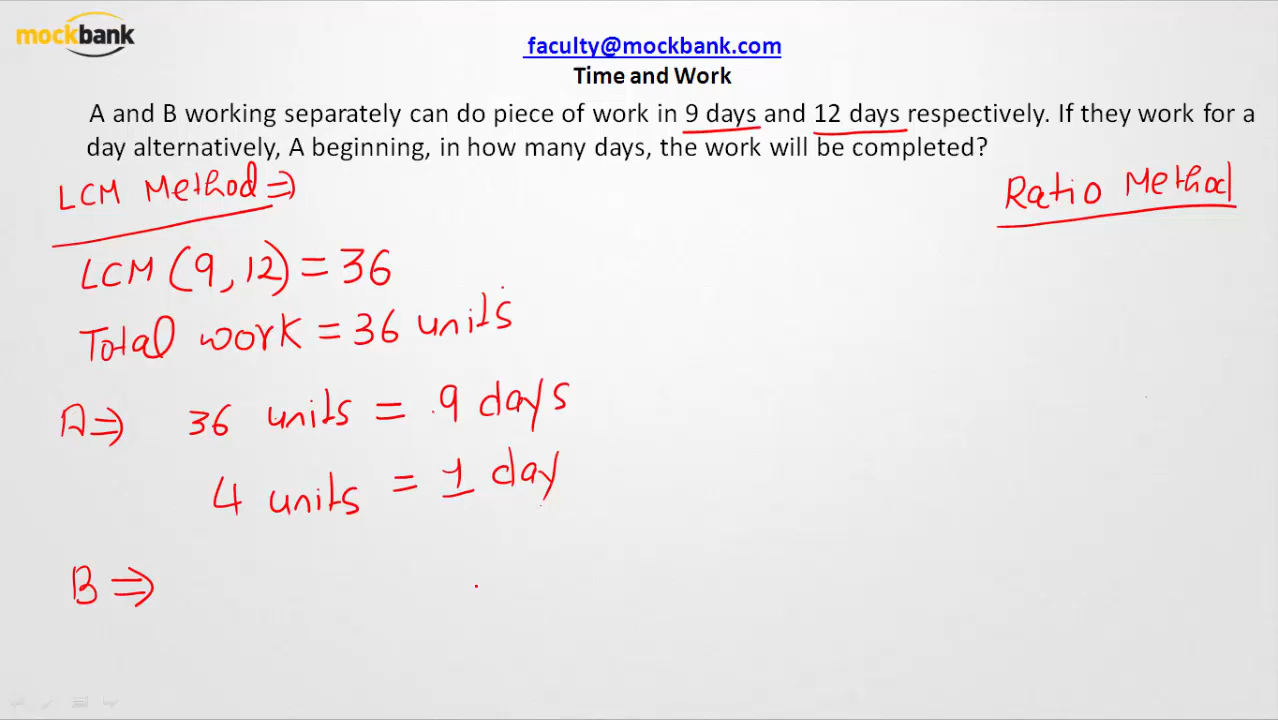 mockbank
faculty@mockbank.com
Time and Work
A and B working separately can do piece of work in 9 days and 12 days respectively. If they work for a
day alternatively, A beginning, in how many days, the work will be completed?
LCM Method ⇒
Ratio Method
LCM (9, 12) = 36
Total work = 36 units
A ⇒ 36 units = 9 days
4 units = 1 day
B ⇒